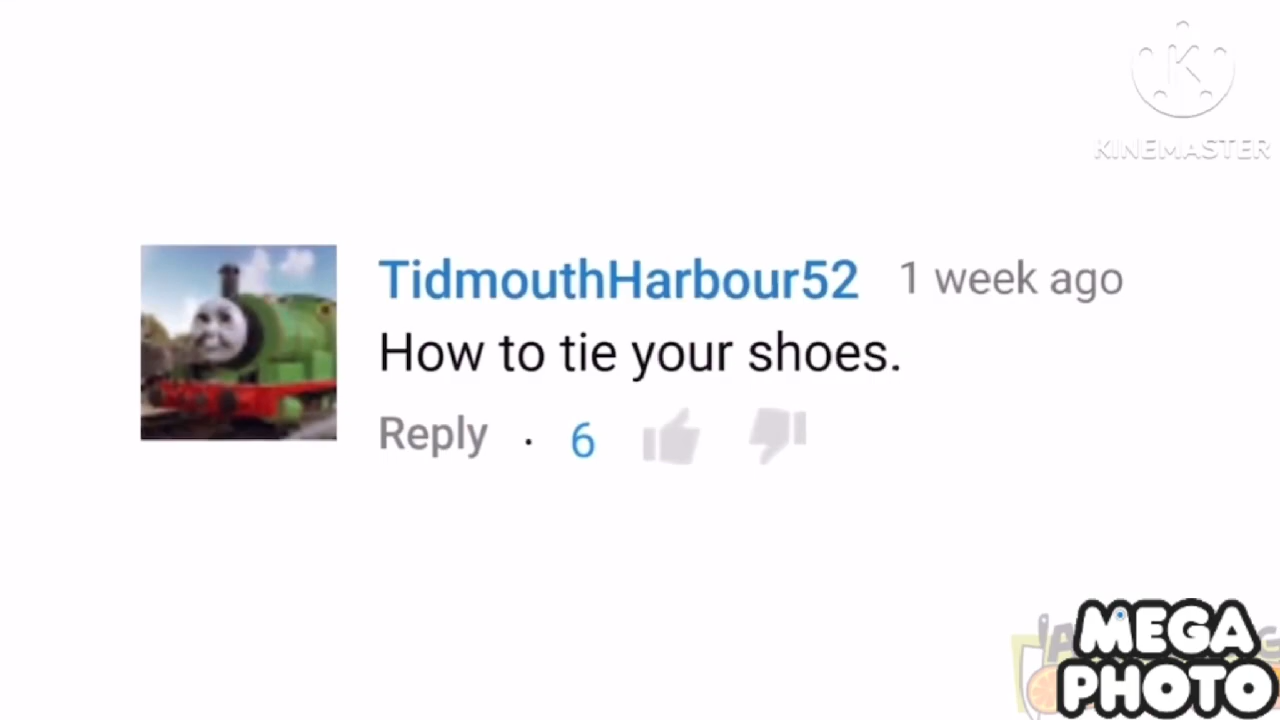 K
KINEMASTER
TidmouthHarbour52 1 week ago
How to tie your shoes.
Reply · 6
MEGA
PHOTO